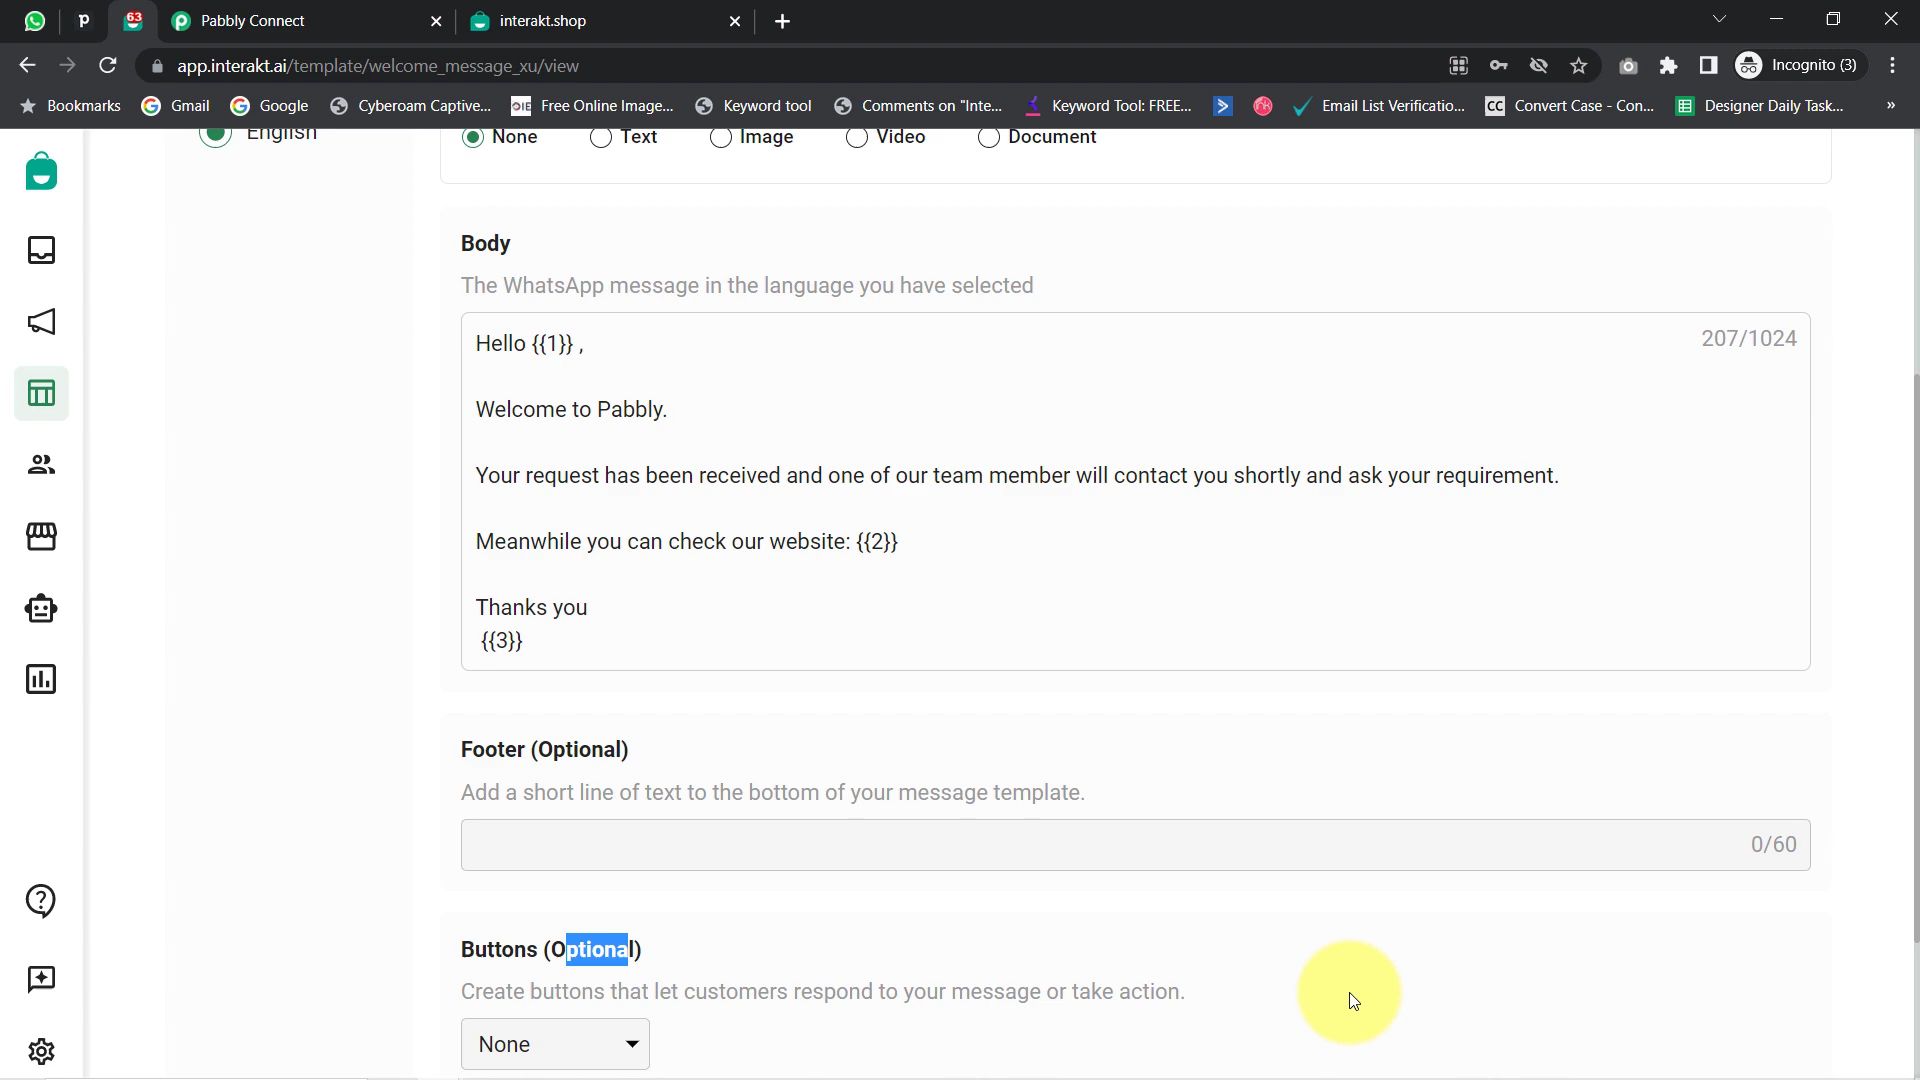 63
Pabbly Connect
interakt.shop
app.interakt.ai/template/welcome_message_xu/view
Incognito (3)
Bookmarks
Gmail
Google
Cyberoam Captive...
Free Online Image...
Keyword tool
Comments on "Inte...
Keyword Tool: FREE...
Email List Verificatio...
CC
Convert Case - Con...
Designer Daily Task...
»
English
None
Text
Image
Video
Document
Body
The WhatsApp message in the language you have selected
207/1024
Hello {{1}} ,
Welcome to Pabbly.
Your request has been received and one of our team member will contact you shortly and ask your requirement.
Meanwhile you can check our website: {{2}}
Thanks you
{{3}}
Footer (Optional)
Add a short line of text to the bottom of your message template.
0/60
Buttons (Optional)
Create buttons that let customers respond to your message or take action.
None